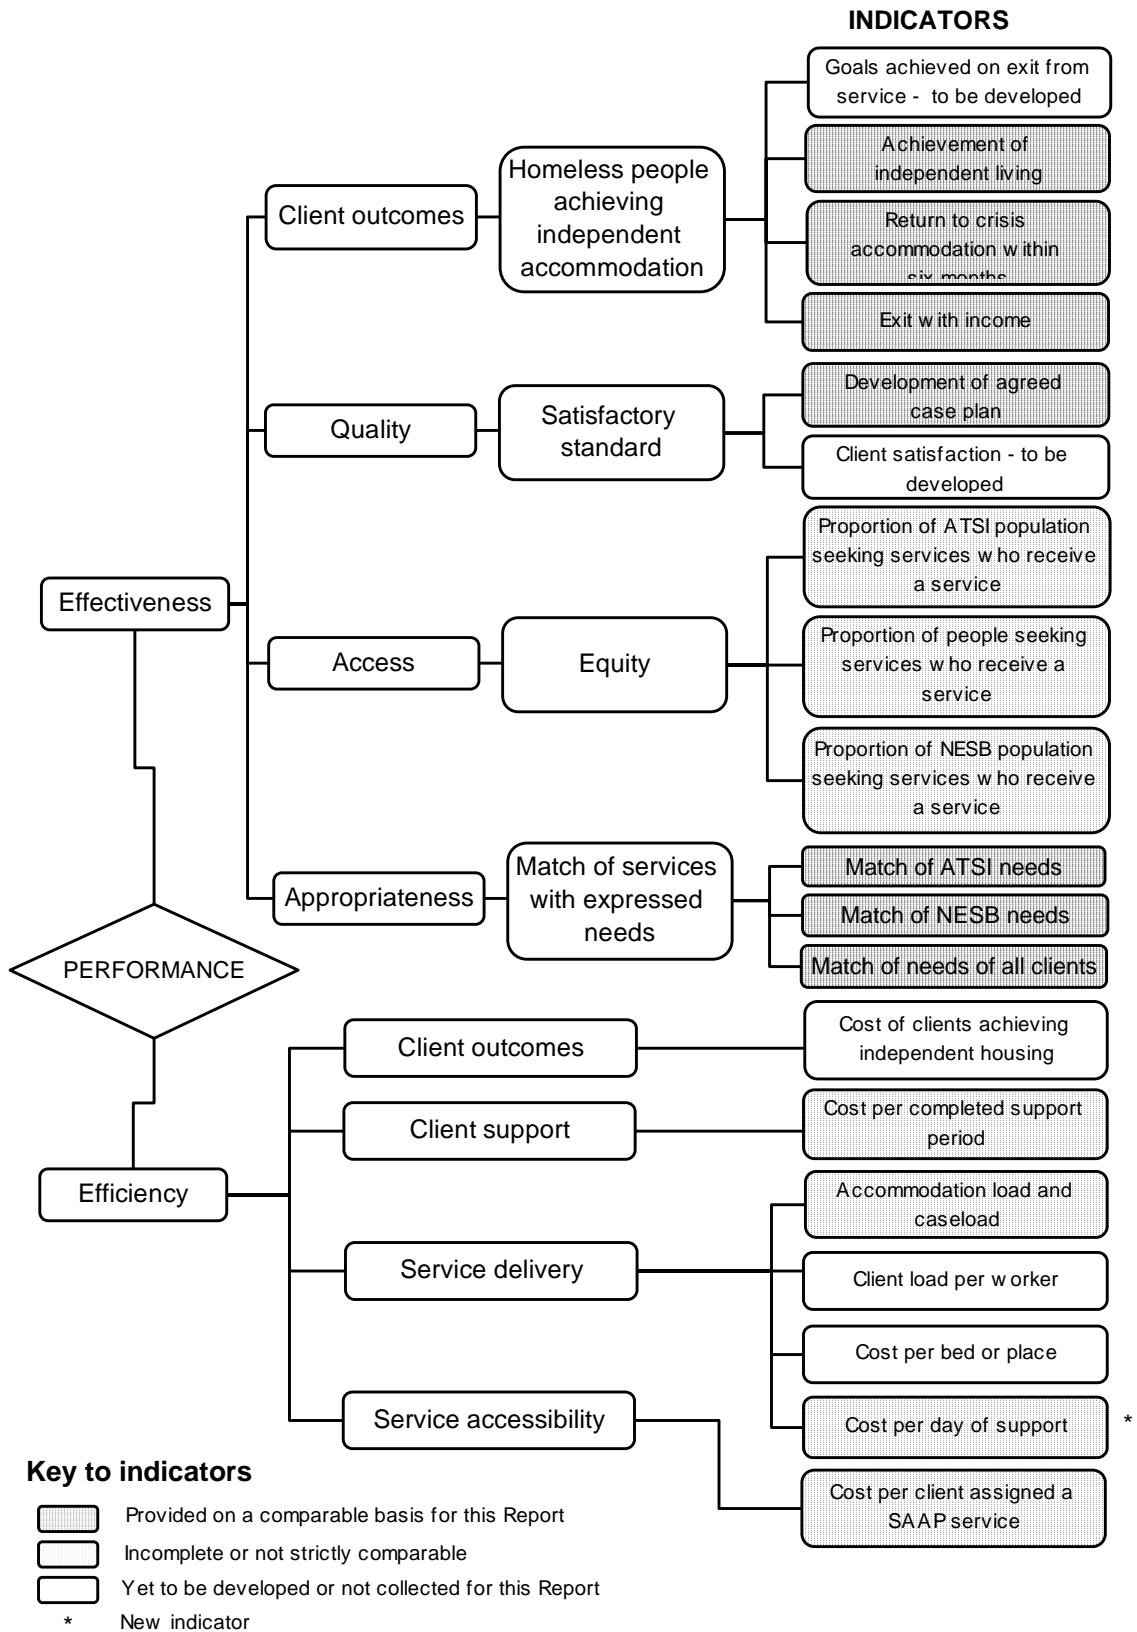 INDICATORS
Goals achieved on exit from
service - to be developed
Achievement of
independent living
Homeless people
achieving
independent
accommodation
Client outcomes
Return to crisis
accommodation within
six months
Exit with income
Development of agreed
case plan
Quality
Satisfactory
standard
Client satisfaction - to be
developed
Proportion of ATSI population
seeking services who receive
a service
Effectiveness
Access
Equity
Proportion of people seeking
services who receive a
service
Proportion of NESB population
seeking services who receive
a service
Appropriateness
Match of services
with expressed
needs
Match of ATSI needs
Match of NESB needs
Match of needs of all clients
PERFORMANCE
Client outcomes
Cost of clients achieving
independent housing
Client support
Cost per completed support
period
Efficiency
Accommodation load and
caseload
Service delivery
Client load per worker
Cost per bed or place
Service accessibility
Cost per day of support *
Cost per client assigned a
SAAP service
Key to indicators
Provided on a comparable basis for this Report
Incomplete or not strictly comparable
Yet to be developed or not collected for this Report
* New indicator